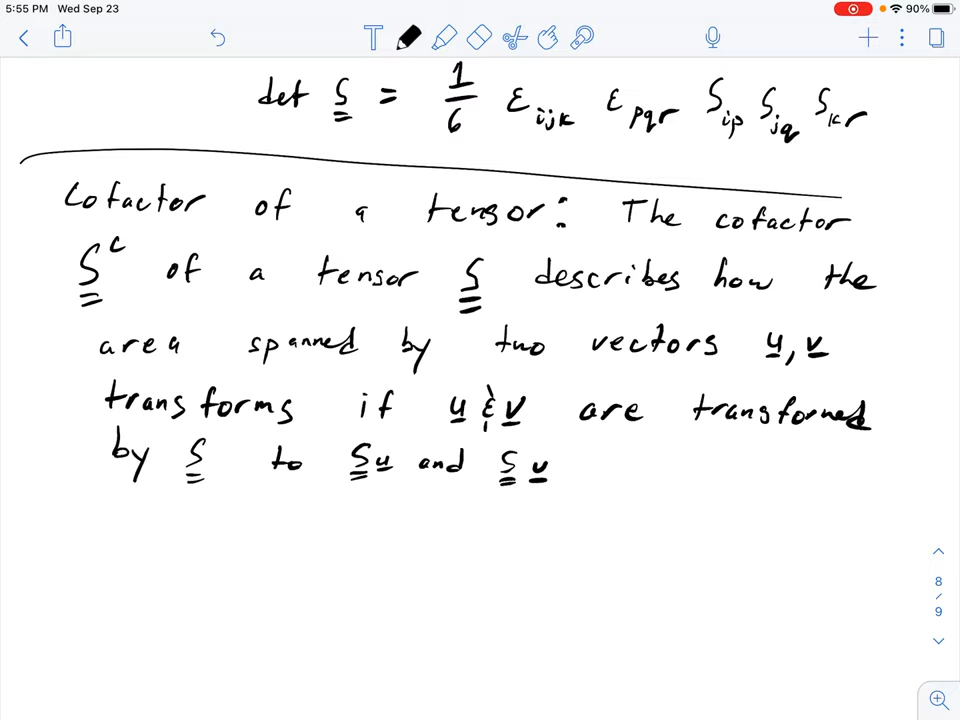 5:55 PM Wed Sep 23 90%
T
det S = 1/6 ε_ijk ε_pqr S_ip S_jq S_kr
Cofactor of a tensor: The cofactor
S^c of a tensor S describes how the
area spanned by two vectors u, v
transforms if u & v are transformed
by S to Su and S v
8
/
9